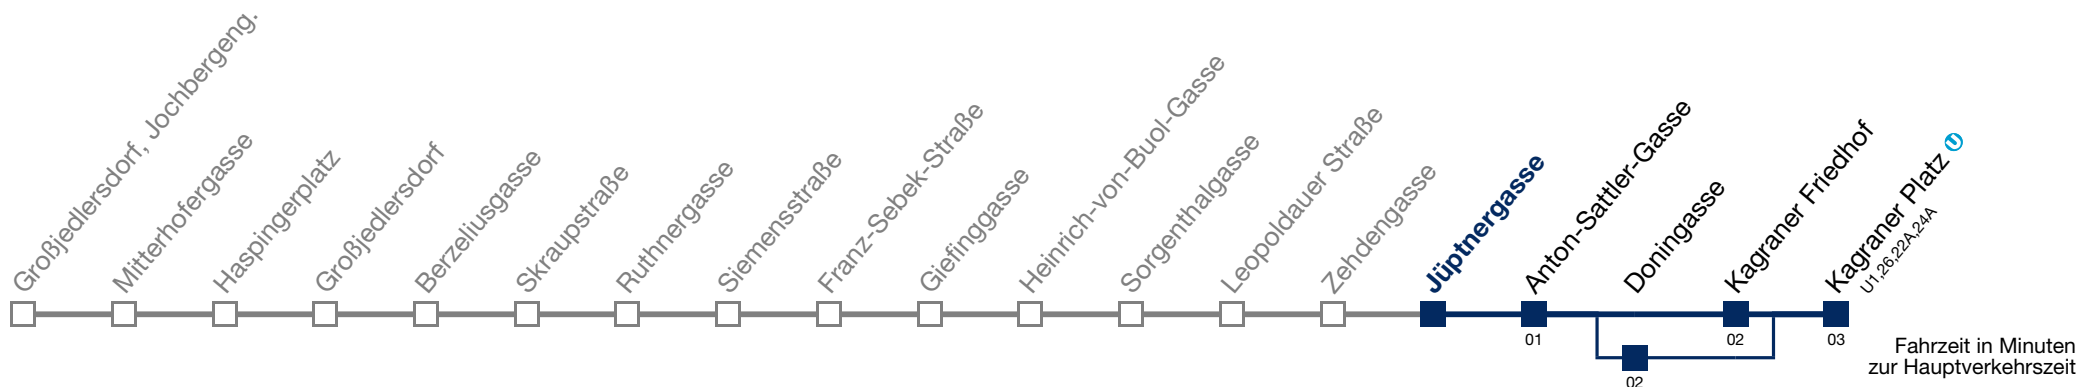 Großjedlersdorf, Jochbergeng.
Mitterhofergasse
Haspingerplatz
Großjedlersdorf
Berzeliusgasse
Skraupstraße
Ruthnergasse
Siemensstraße
Franz-Sebek-Straße
Giefinggasse
Heinrich-von-Buol-Gasse
Sorgenthalgasse
Leopoldauer Straße
Zehdengasse
Jüptnergasse
Anton-Sattler-Gasse
Doningasse
Kagraner Friedhof
Kagraner Platz U
U1,26,22A,24A
01
02
03
02
Fahrzeit in Minuten
zur Hauptverkehrszeit